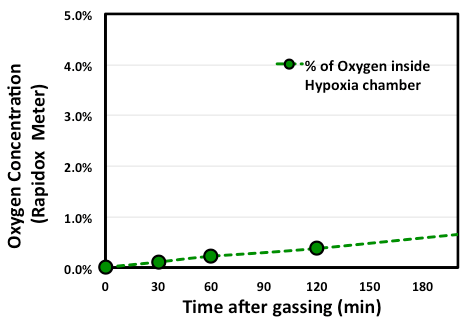 5.0%
4.0%
3.0%
2.0%
1.0%
0.0%
Oxygen Concentration
(Rapidox Meter)
% of Oxygen inside
Hypoxia chamber
0 30 60 90 120 150 180
Time after gassing (min)